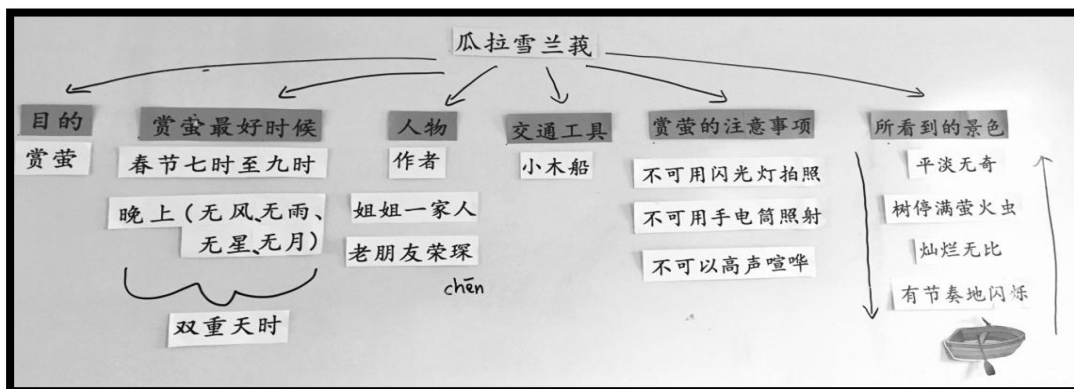 瓜拉雪兰莪
目的
赏萤
赏萤最好时候
春节七时至九时
晚上(无风、无雨、
无星、无月)
双重天时
人物
作者
姐姐一家人
老朋友荣琛
chēn
交通工具
小木船
赏萤的注意事项
不可用闪光灯拍照
不可用手电筒照射
不可以高声喧哗
所看到的景色
平淡无奇
树停满萤火虫
灿烂无比
有节奏地闪烁